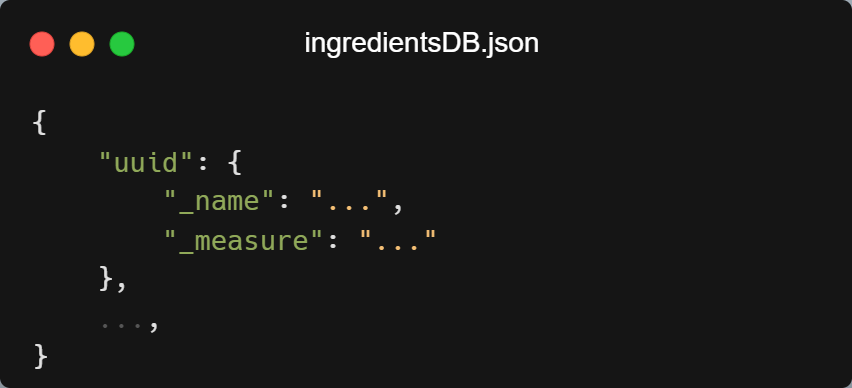 ingredientsDB.json
{
    "uuid": {
        "_name": "...",
        "_measure": "..."
    },
    ...,
}